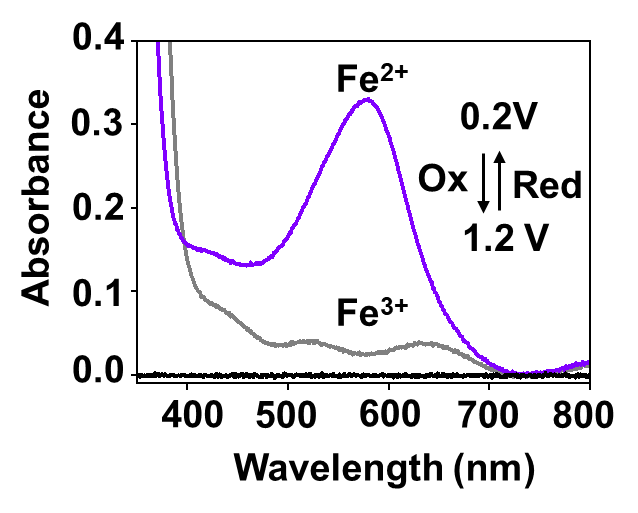 0.4
0.3
0.2
0.1
0.0
Absorbance
Fe²⁺
0.2V
Ox
Red
1.2 V
Fe³⁺
400 500 600 700 800
Wavelength (nm)